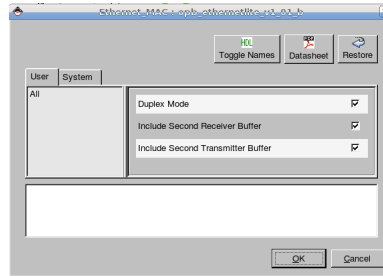 Ethernet_MAC : opb_ethernetlite_v1_01_b
HDL
Toggle Names
PDF
Datasheet
Restore
User
System
All
Duplex Mode
Include Second Receiver Buffer
Include Second Transmitter Buffer
OK
Cancel